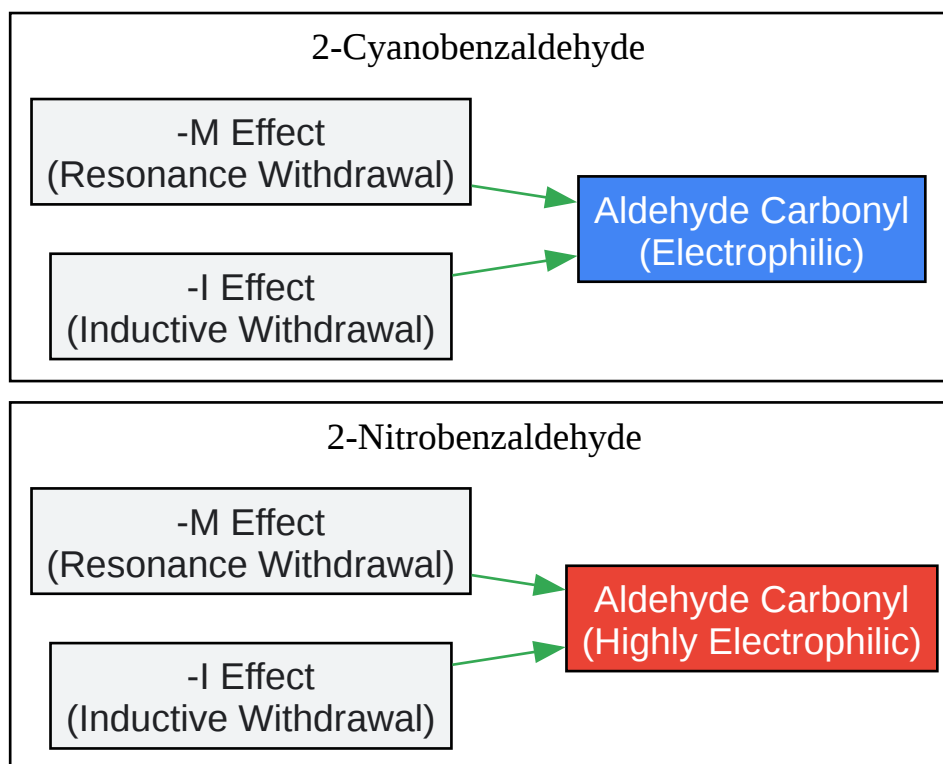 2-Cyanobenzaldehyde
-M Effect
(Resonance Withdrawal)
Aldehyde Carbonyl
(Electrophilic)
-I Effect
(Inductive Withdrawal)
2-Nitrobenzaldehyde
-M Effect
(Resonance Withdrawal)
Aldehyde Carbonyl
(Highly Electrophilic)
-I Effect
(Inductive Withdrawal)